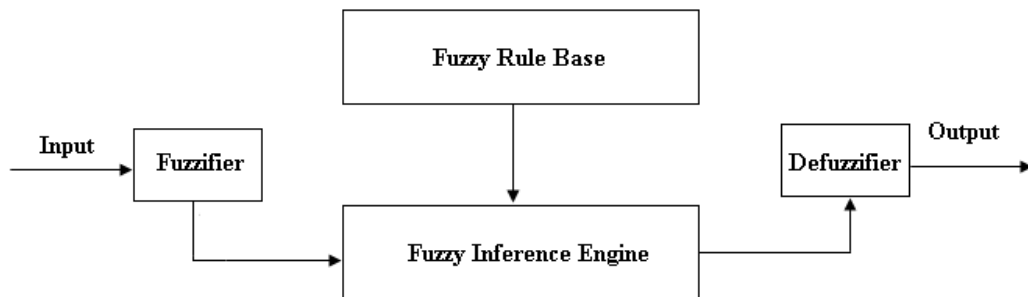 Fuzzy Rule Base
Input
Fuzzifier
Defuzzifier
Output
Fuzzy Inference Engine